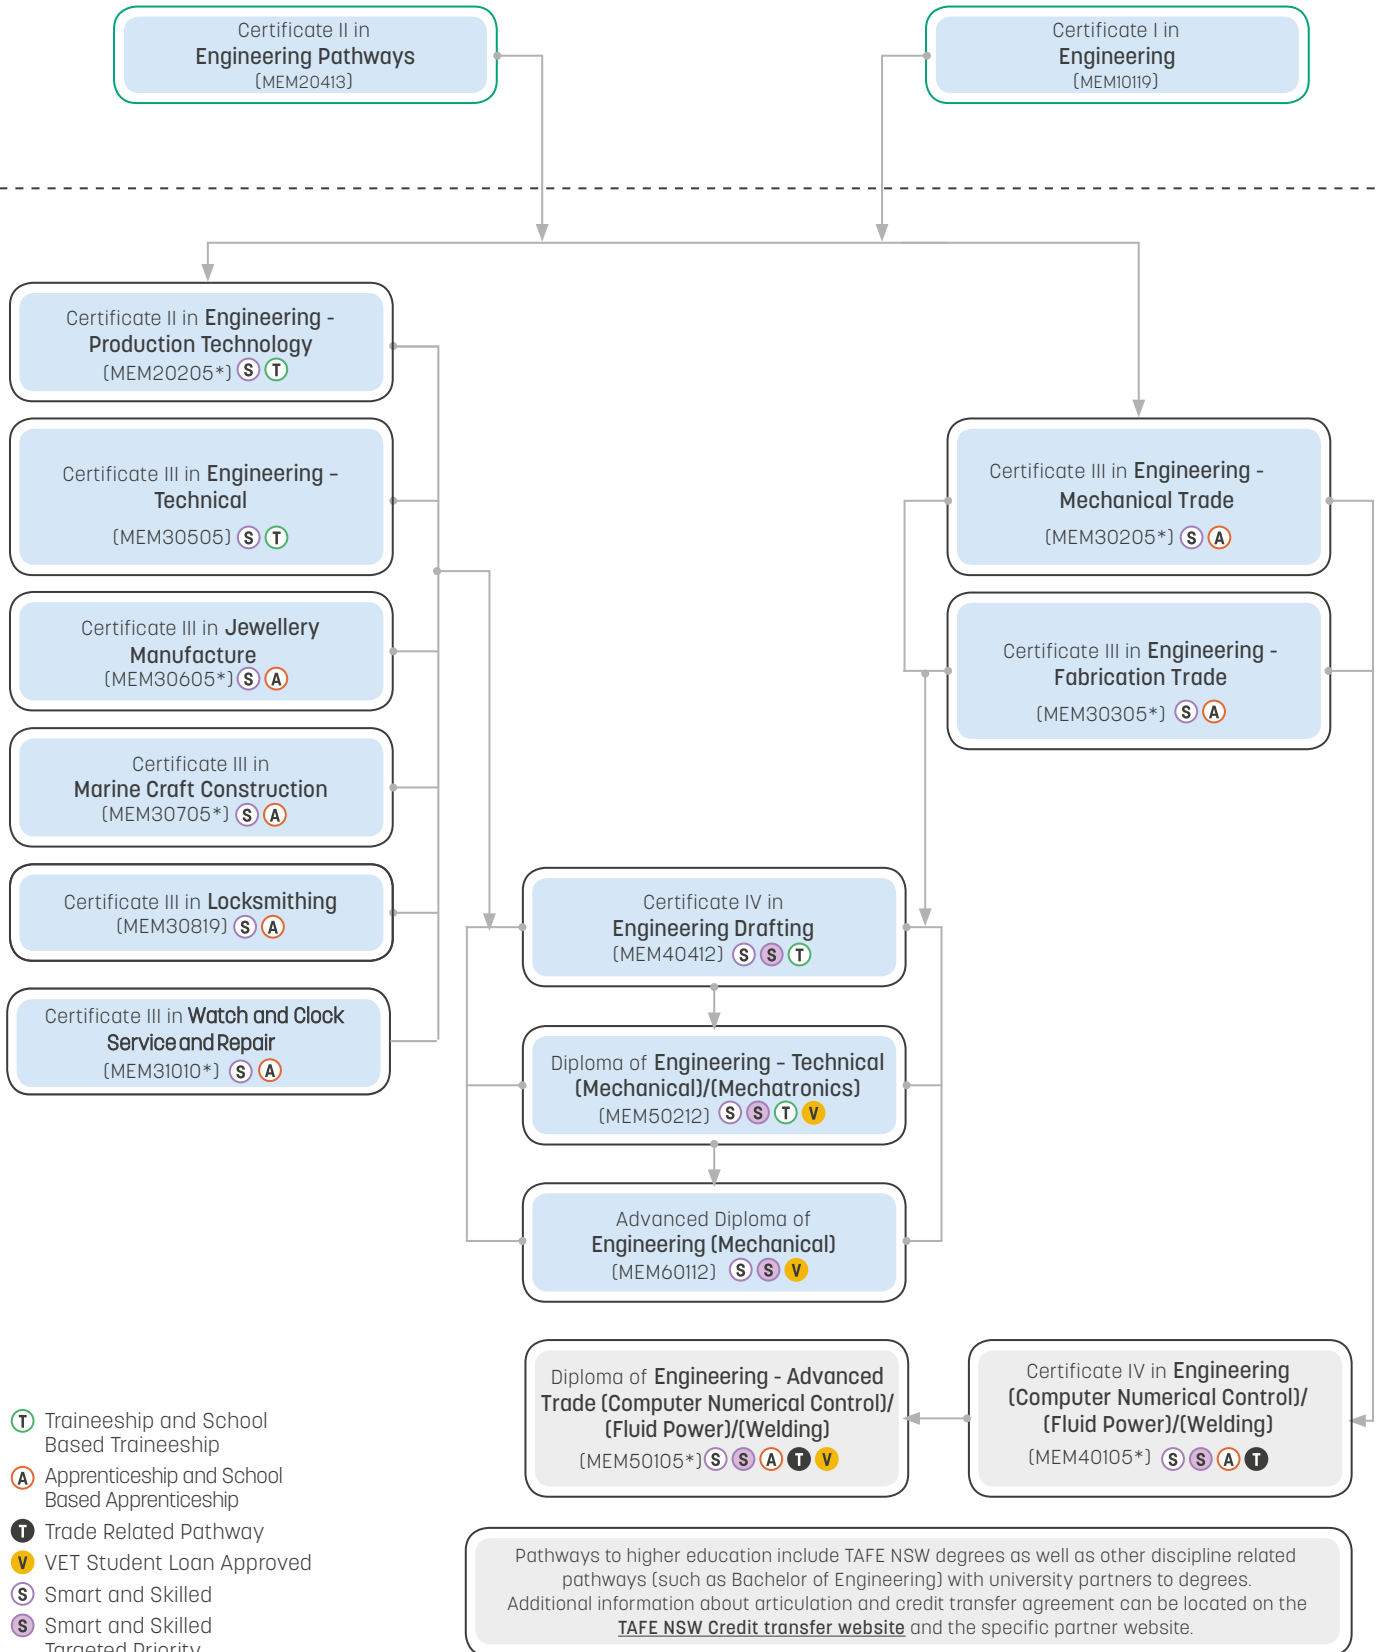 Certificate II in
Engineering Pathways
(MEM20413)
Certificate I in
Engineering
(MEM10119)
Certificate II in Engineering -
Production Technology
(MEM20205*) S T
Certificate III in Engineering –
Technical
(MEM30505) S T
Certificate III in Jewellery
Manufacture
(MEM30605*) S A
Certificate III in
Marine Craft Construction
(MEM30705*) S A
Certificate III in Locksmithing
(MEM30819) S A
Certificate III in Watch and Clock
Service and Repair
(MEM31010*) S A
Certificate III in Engineering -
Mechanical Trade
(MEM30205*) S A
Certificate III in Engineering -
Fabrication Trade
(MEM30305*) S A
Certificate IV in
Engineering Drafting
(MEM40412) S S T
Diploma of Engineering – Technical
(Mechanical)/(Mechatronics)
(MEM50212) S S T V
Advanced Diploma of
Engineering (Mechanical)
(MEM60112) S S V
Diploma of Engineering - Advanced
Trade (Computer Numerical Control)/
(Fluid Power)/(Welding)
(MEM50105*) S S A T V
Certificate IV in Engineering
(Computer Numerical Control)/
(Fluid Power)/(Welding)
(MEM40105*) S S A T
T Traineeship and School
Based Traineeship
A Apprenticeship and School
Based Apprenticeship
T Trade Related Pathway
V VET Student Loan Approved
S Smart and Skilled
S Smart and Skilled
Targeted Priority
Pathways to higher education include TAFE NSW degrees as well as other discipline related
pathways (such as Bachelor of Engineering) with university partners to degrees.
Additional information about articulation and credit transfer agreement can be located on the
TAFE NSW Credit transfer website and the specific partner website.